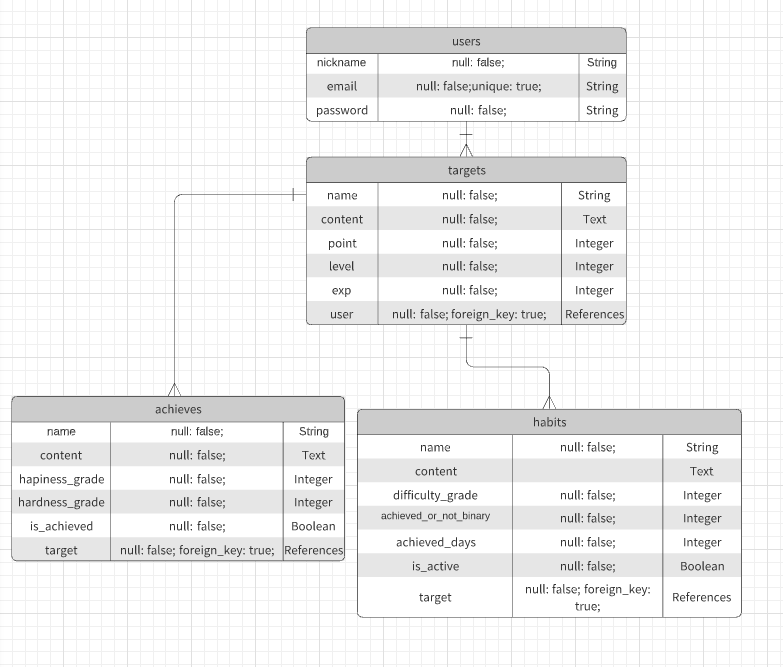 users
nickname null: false; String
email null: false;unique: true; String
password null: false; String
targets
name null: false; String
content null: false; Text
point null: false; Integer
level null: false; Integer
exp null: false; Integer
user null: false; foreign_key: true; References
achieves
name null: false; String
content null: false; Text
hapiness_grade null: false; Integer
hardness_grade null: false; Integer
is_achieved null: false; Boolean
target null: false; foreign_key: true; References
habits
name null: false; String
content Text
difficulty_grade null: false; Integer
achieved_or_not_binary null: false; Integer
achieved_days null: false; Integer
is_active null: false; Boolean
target null: false; foreign_key: References
true;